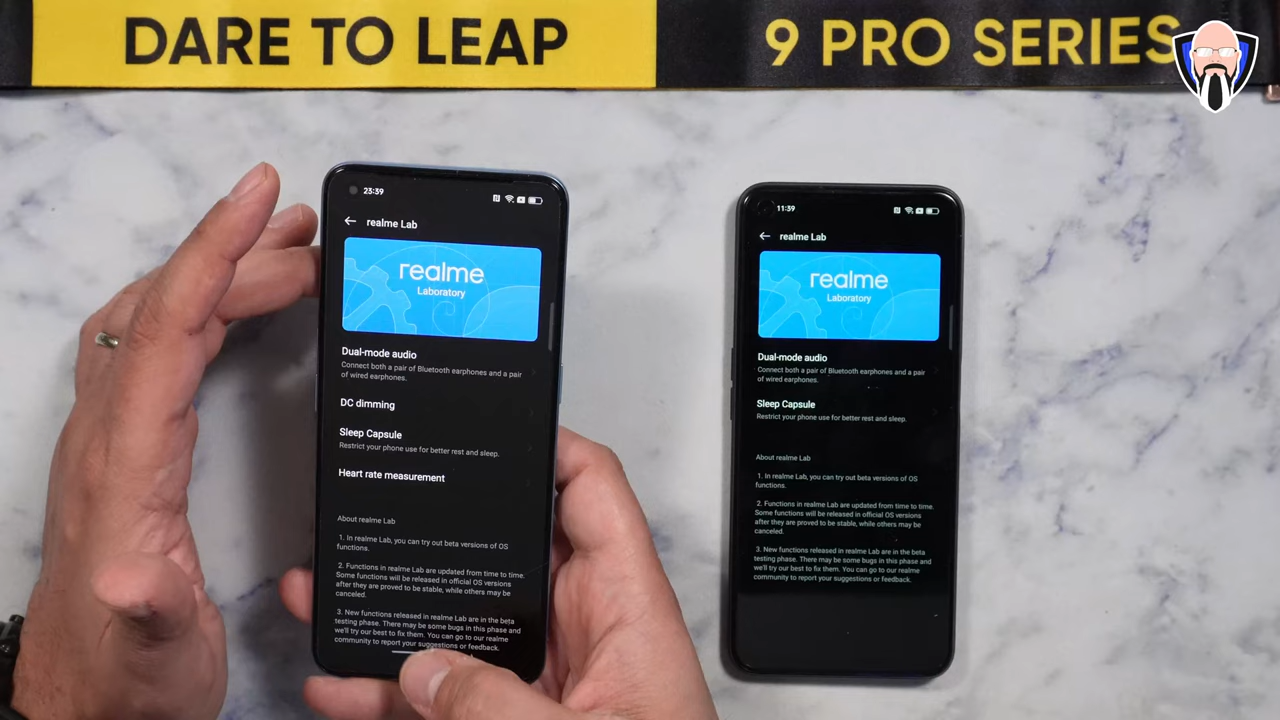 DARE TO LEAP
9 PRO SERIES
23:39
realme Lab
realme
Laboratory
Dual-mode audio
Connect both a pair of Bluetooth earphones and a pair
of wired earphones.
DC dimming
Sleep Capsule
Restrict your phone use for better rest and sleep.
Heart rate measurement
About realme Lab
1. In realme Lab, you can try out beta versions of OS
functions.
2. Functions in realme Lab are updated from time to time.
Some functions will be released in official OS versions
after they are proved to be stable, while others may be
canceled.
3. New functions released in realme Lab are in the beta
testing phase. There may be some bugs in this phase and
we'll try our best to fix them. You can go to our realme
community to report your suggestions or feedback.
11:39
realme Lab
realme
Laboratory
Dual-mode audio
Connect both a pair of Bluetooth earphones and a pair
of wired earphones.
Sleep Capsule
Restrict your phone use for better rest and sleep.
About realme Lab
1. In realme Lab, you can try out beta versions of OS
functions.
2. Functions in realme Lab are updated from time to time.
Some functions will be released in official OS versions
after they are proved to be stable, while others may be
canceled.
3. New functions released in realme Lab are in the beta
testing phase. There may be some bugs in this phase and
we'll try our best to fix them. You can go to our realme
community to report your suggestions or feedback.